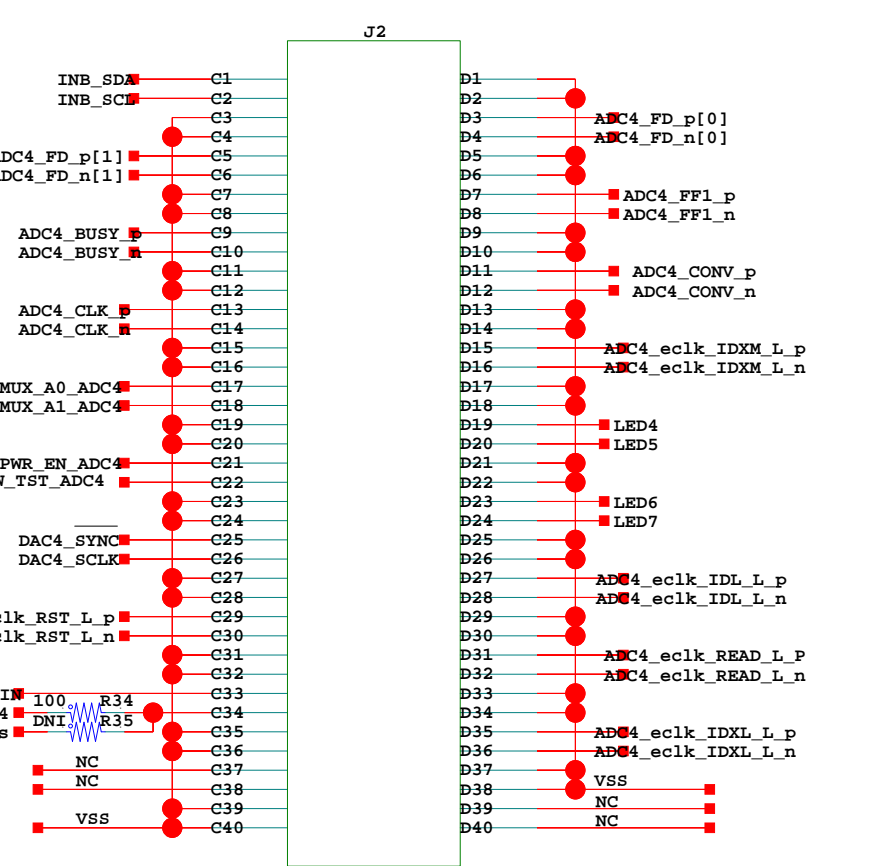 J2
INB_SDA C1 D1
INB_SCL C2 D2
C3 D3 ADC4_FD_p[0]
C4 D4 ADC4_FD_n[0]
DC4_FD_p[1] C5 D5
DC4_FD_n[1] C6 D6
C7 D7 ADC4_FF1_p
C8 D8 ADC4_FF1_n
ADC4_BUSY_p C9 D9
ADC4_BUSY_n C10 D10
C11 D11 ADC4_CONV_p
C12 D12 ADC4_CONV_n
ADC4_CLK_p C13 D13
ADC4_CLK_n C14 D14
C15 D15 ADC4_eclk_IDXM_L_p
C16 D16 ADC4_eclk_IDXM_L_n
MUX_A0_ADC4 C17 D17
MUX_A1_ADC4 C18 D18
C19 D19 LED4
C20 D20 LED5
PWR_EN_ADC4 C21 D21
_TST_ADC4 C22 D22
C23 D23 LED6
C24 D24 LED7
DAC4_SYNC C25 D25
DAC4_SCLK C26 D26
C27 D27 ADC4_eclk_IDL_L_p
C28 D28 ADC4_eclk_IDL_L_n
clk_RST_L_p C29 D29
clk_RST_L_n C30 D30
C31 D31 ADC4_eclk_READ_L_P
C32 D32 ADC4_eclk_READ_L_n
IN C33 D33
4 100 R34 C34 D34
s DNI R35 C35 D35 ADC4_eclk_IDXL_L_p
C36 D36 ADC4_eclk_IDXL_L_n
NC C37 D37
NC C38 D38 VSS
C39 D39 NC
VSS C40 D40 NC